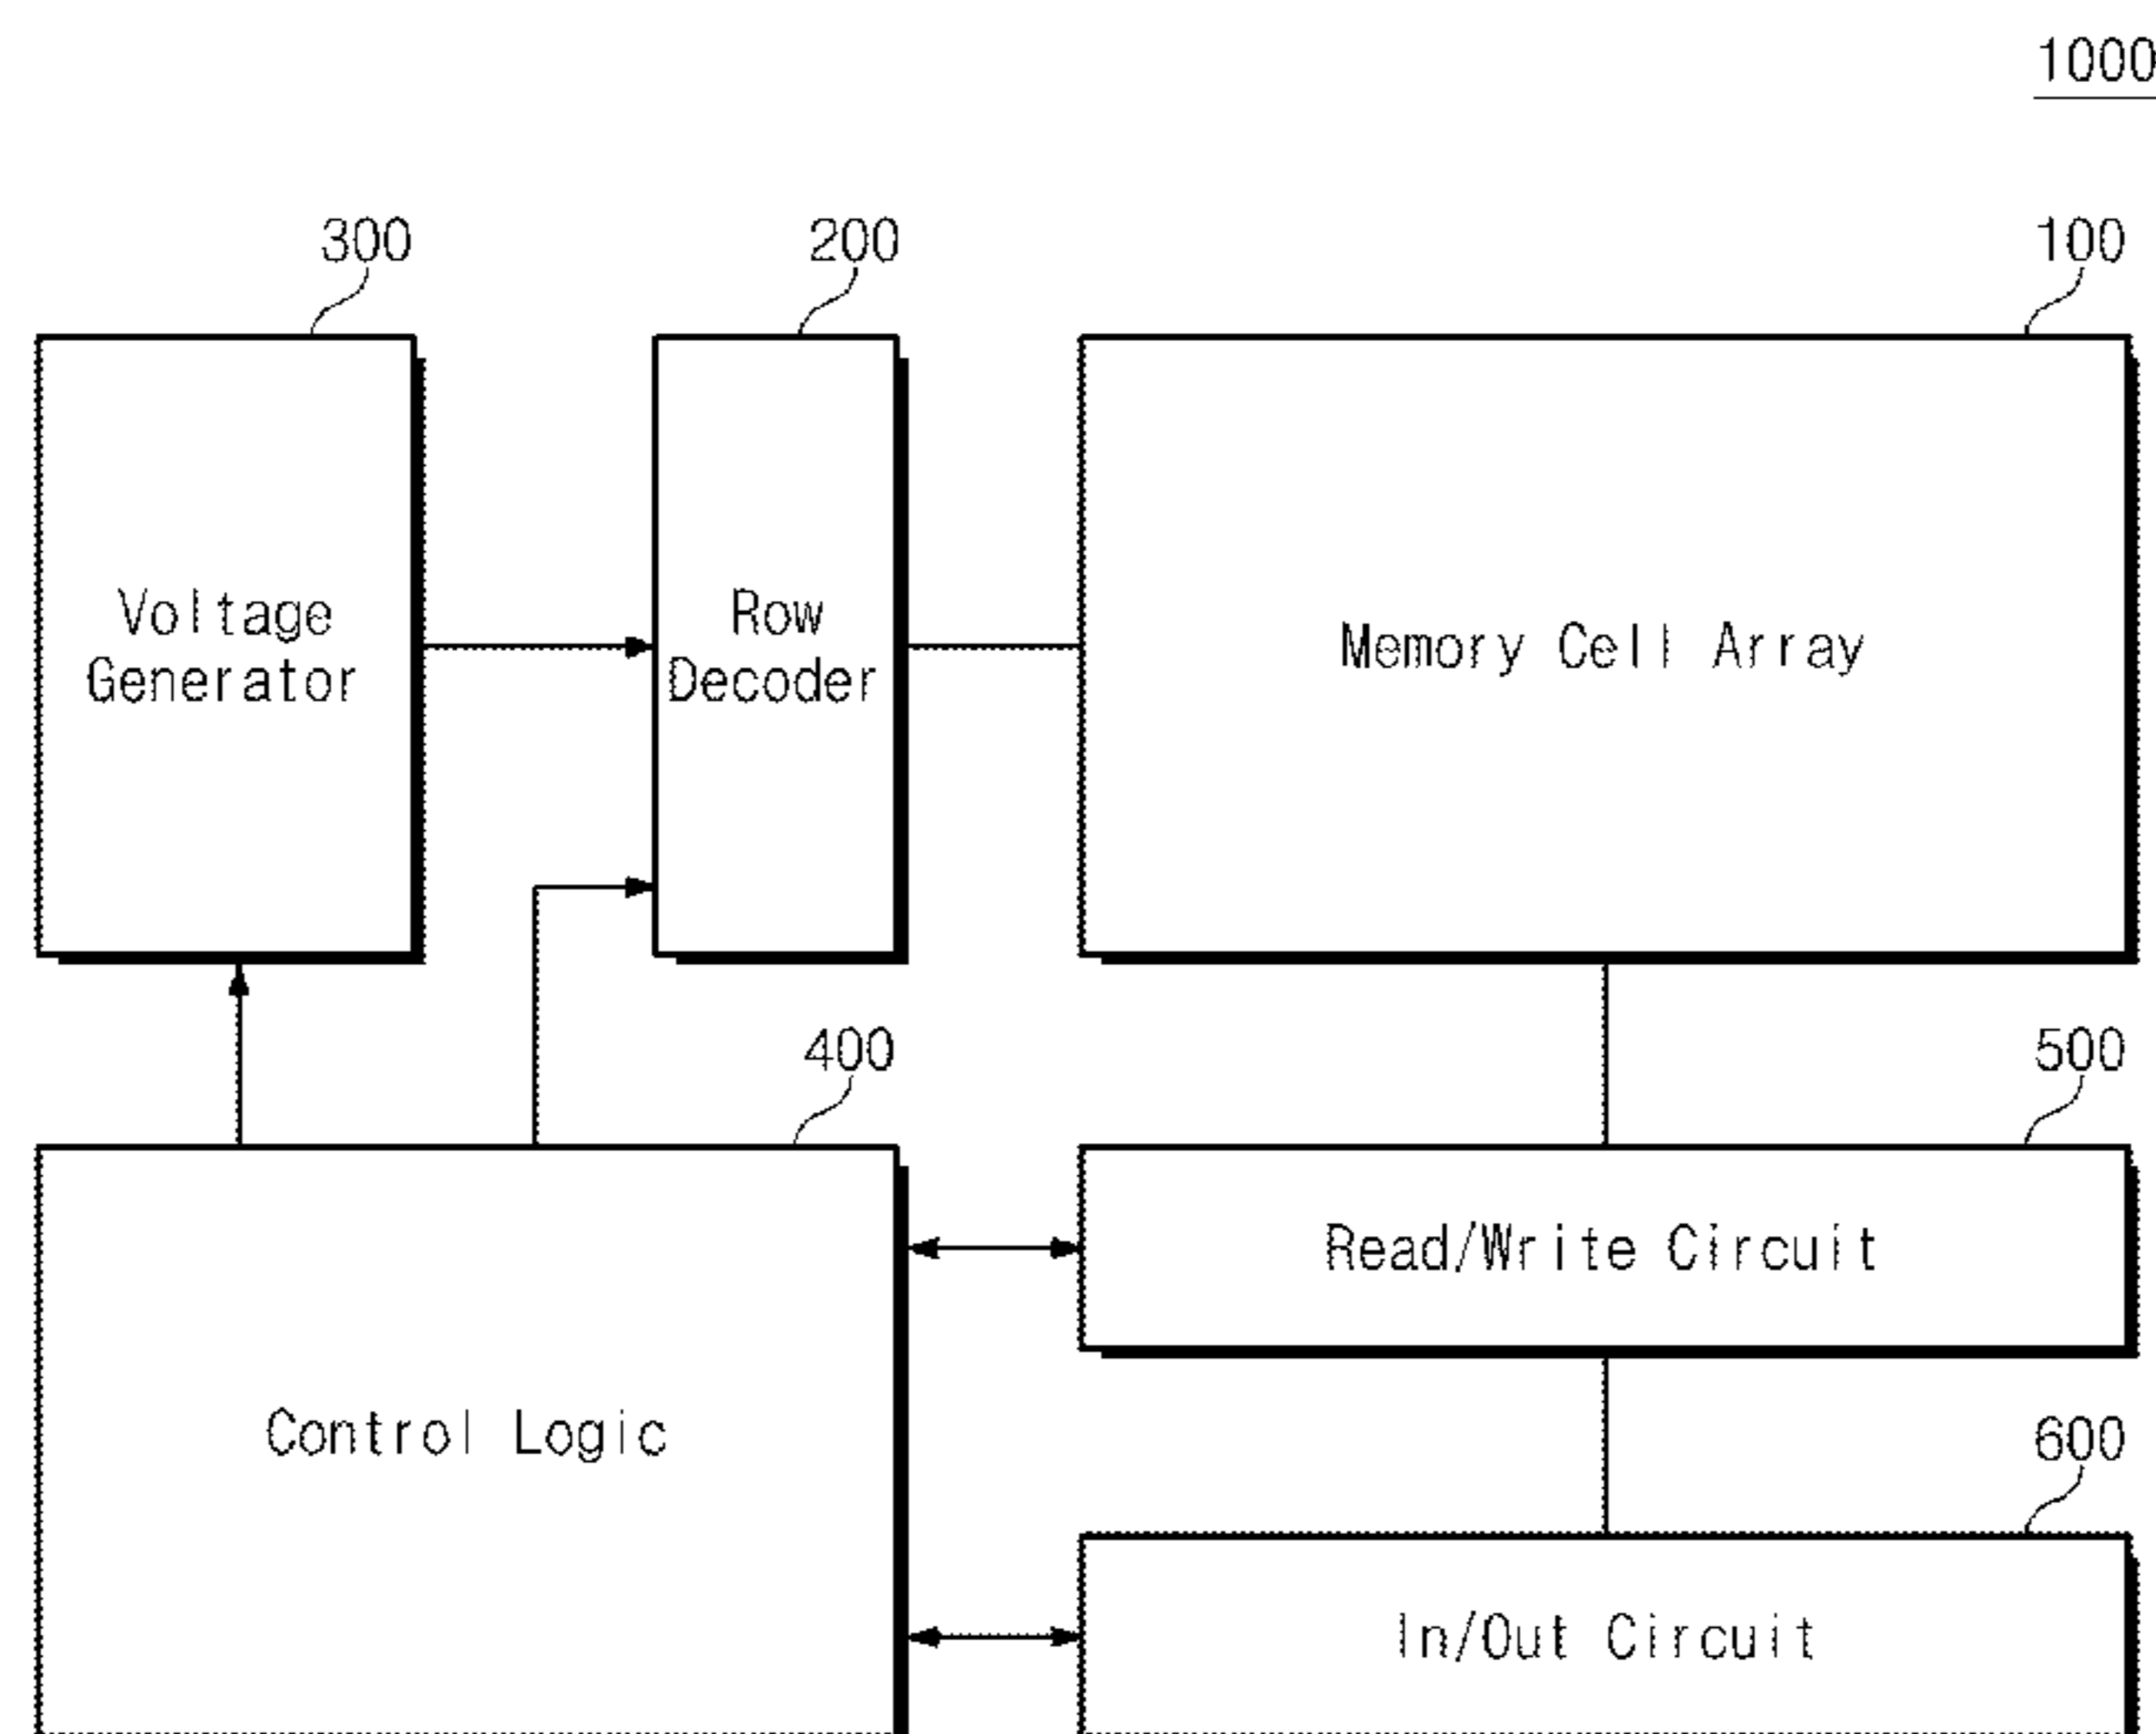 1000
300
200
100
Voltage
Generator
Row
Decoder
Memory Cell Array
400
500
Control Logic
Read/Write Circuit
600
In/Out Circuit